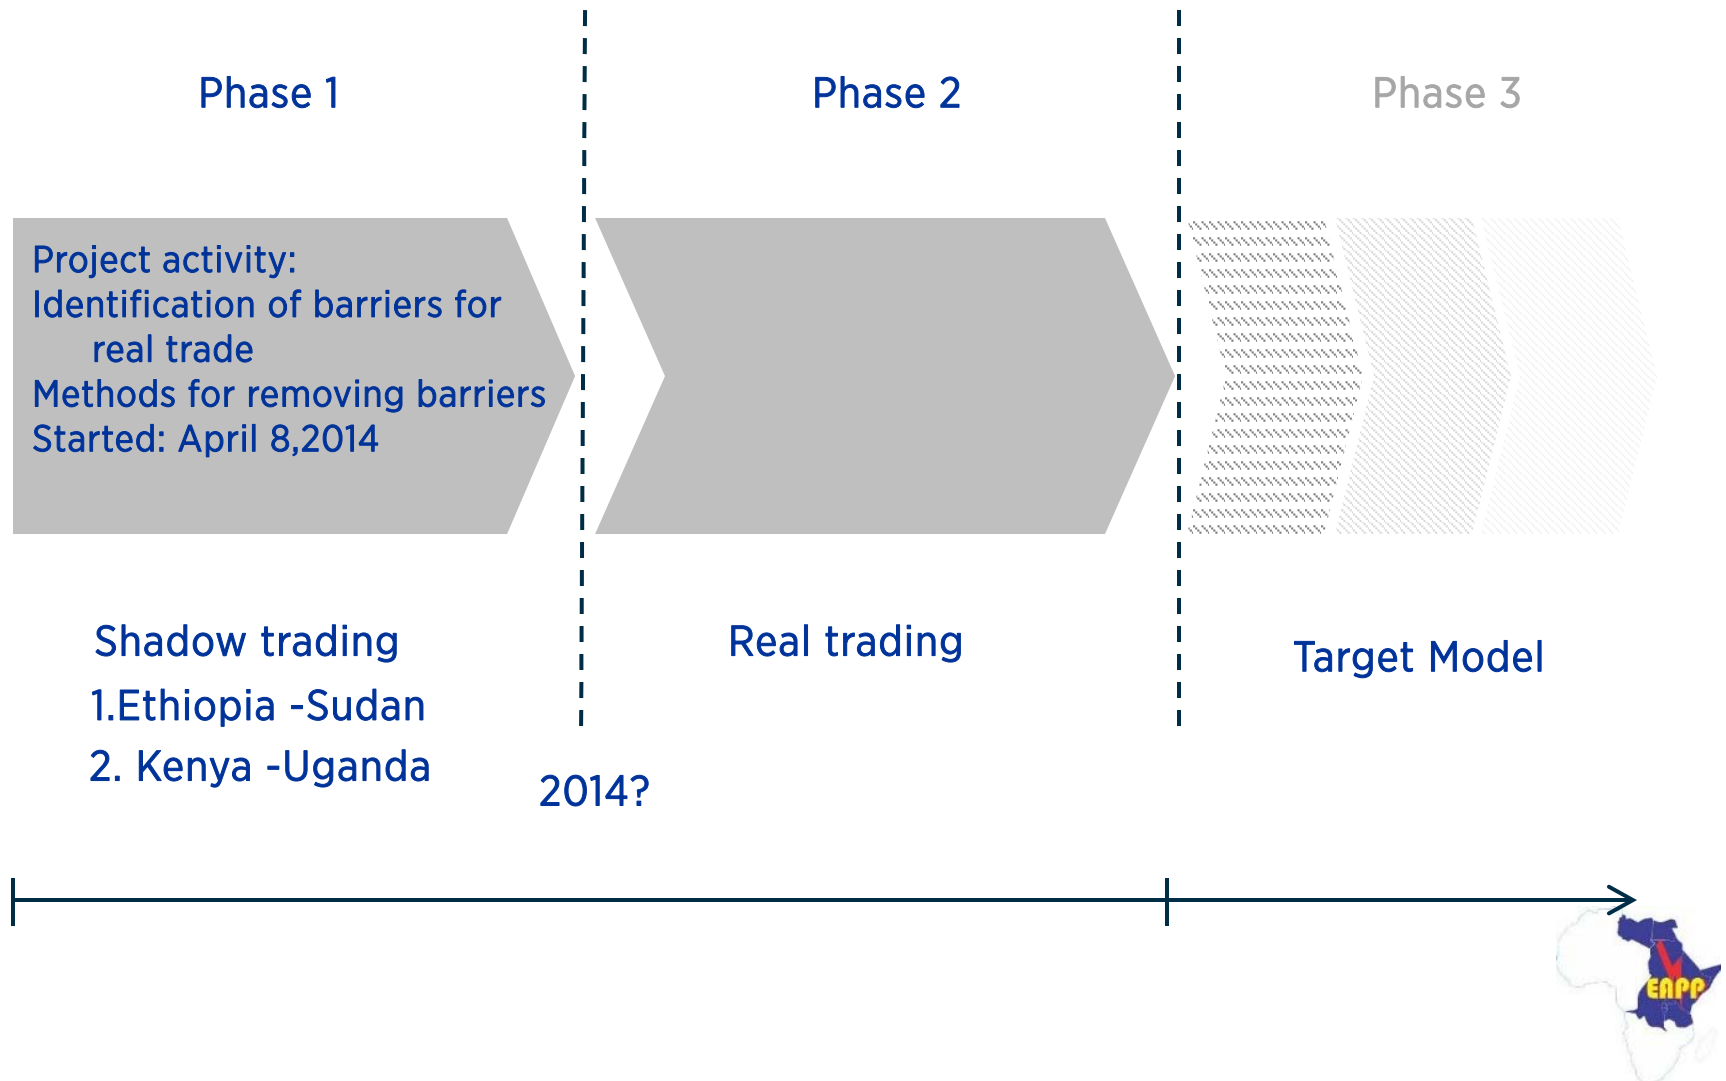 Phase 1
Phase 2
Phase 3
Project activity:
Identification of barriers for
real trade
Methods for removing barriers
Started: April 8,2014
Shadow trading
1.Ethiopia -Sudan
2. Kenya -Uganda
2014?
Real trading
Target Model
EAPP